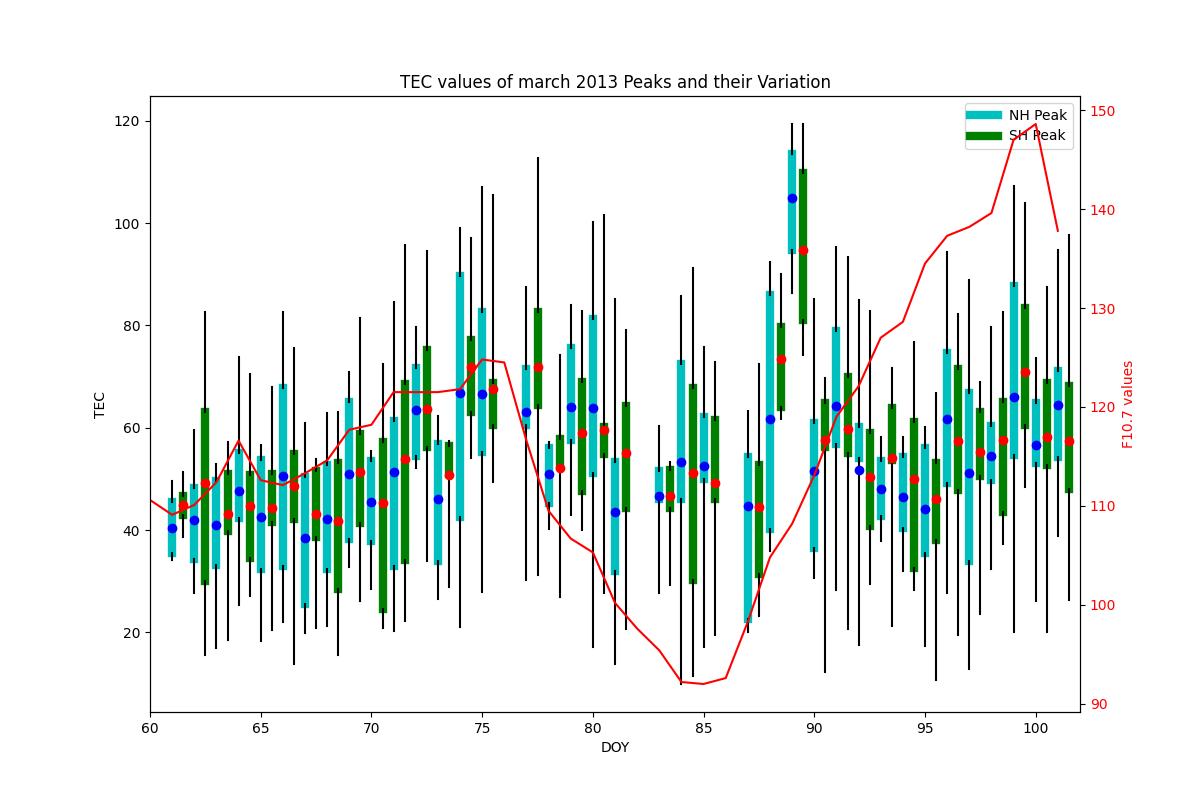 TEC values of march 2013 Peaks and their Variation
NH Peak
SH Peak
120
100
80
60
40
20
TEC
150
140
130
120
110
100
90
F10.7 values
60 65 70 75 80 85 90 95 100
DOY